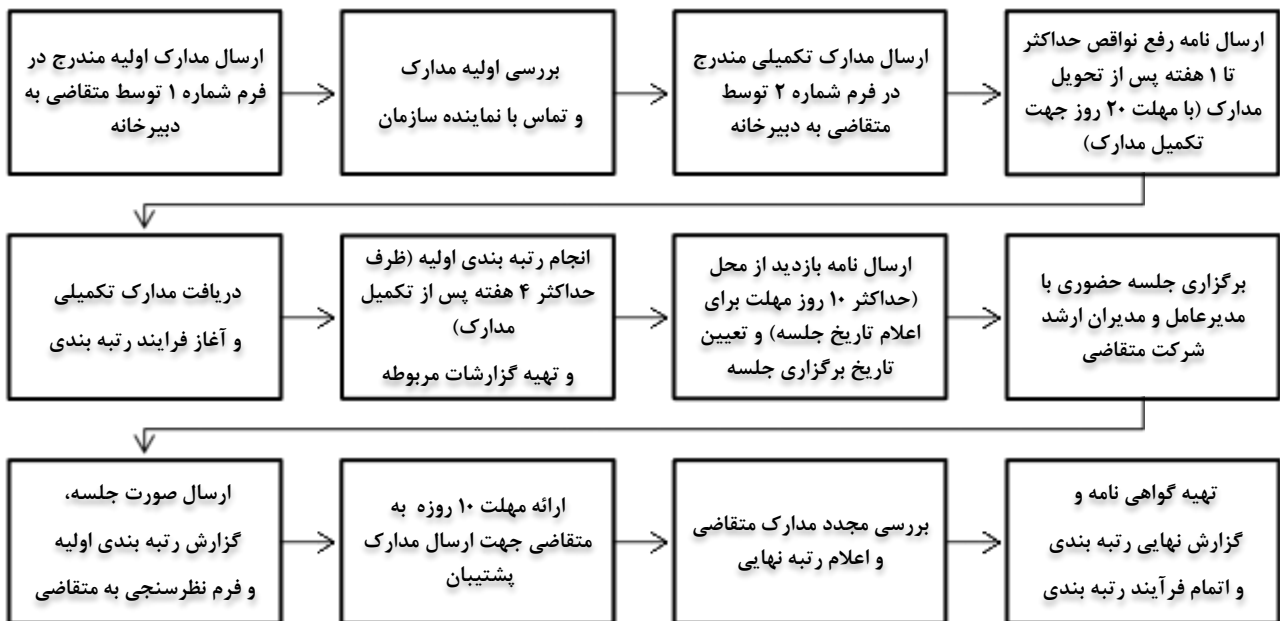 ارسال مدارک اولیه مندرج در
فرم شماره ۱ توسط متقاضی به
دبیرخانه
بررسی اولیه مدارک
و تماس با نماینده سازمان
ارسال مدارک تکمیلی مندرج
در فرم شماره ۲ توسط
متقاضی به دبیرخانه
ارسال نامه رفع نواقص حداکثر
تا ۱ هفته پس از تحویل
مدارک (با مهلت ۲۰ روز جهت
تکمیل مدارک)
دریافت مدارک تکمیلی
و آغاز فرایند رتبه بندی
انجام رتبه بندی اولیه (ظرف
حداکثر ۴ هفته پس از تکمیل
مدارک)
و تهیه گزارشات مربوطه
ارسال نامه بازدید از محل
(حداکثر ۱۰ روز مهلت برای
اعلام تاریخ جلسه) و تعیین
تاریخ برگزاری جلسه
برگزاری جلسه حضوری با
مدیرعامل و مدیران ارشد
شرکت متقاضی
ارسال صورت جلسه،
گزارش رتبه بندی اولیه
و فرم نظرسنجی به متقاضی
ارائه مهلت ۱۰ روزه به
متقاضی جهت ارسال مدارک
پشتیبان
بررسی مجدد مدارک متقاضی
و اعلام رتبه نهایی
تهیه گواهی نامه و
گزارش نهایی رتبه بندی
و اتمام فرآیند رتبه بندی